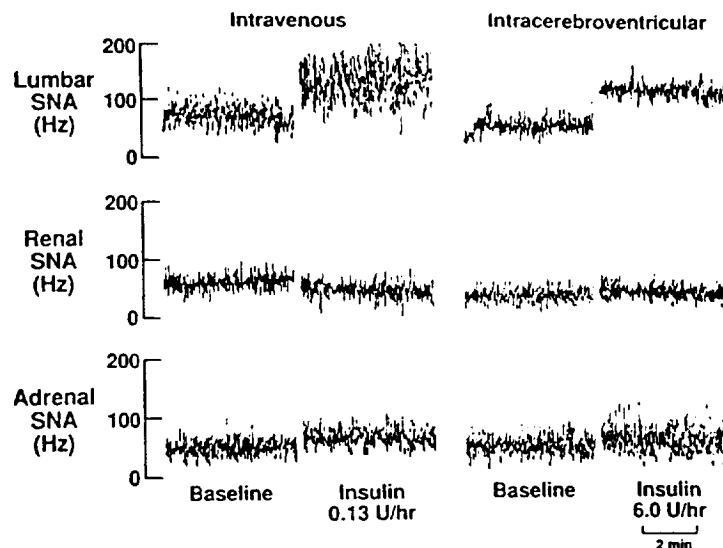 Intravenous
Intracerebroventricular
200
Lumbar
SNA
(Hz)
100
0
200
Renal
SNA
(Hz)
100
0
200
Adrenal
SNA
(Hz)
100
0
Baseline
Insulin
0.13 U/hr
Baseline
Insulin
6.0 U/hr
2 min